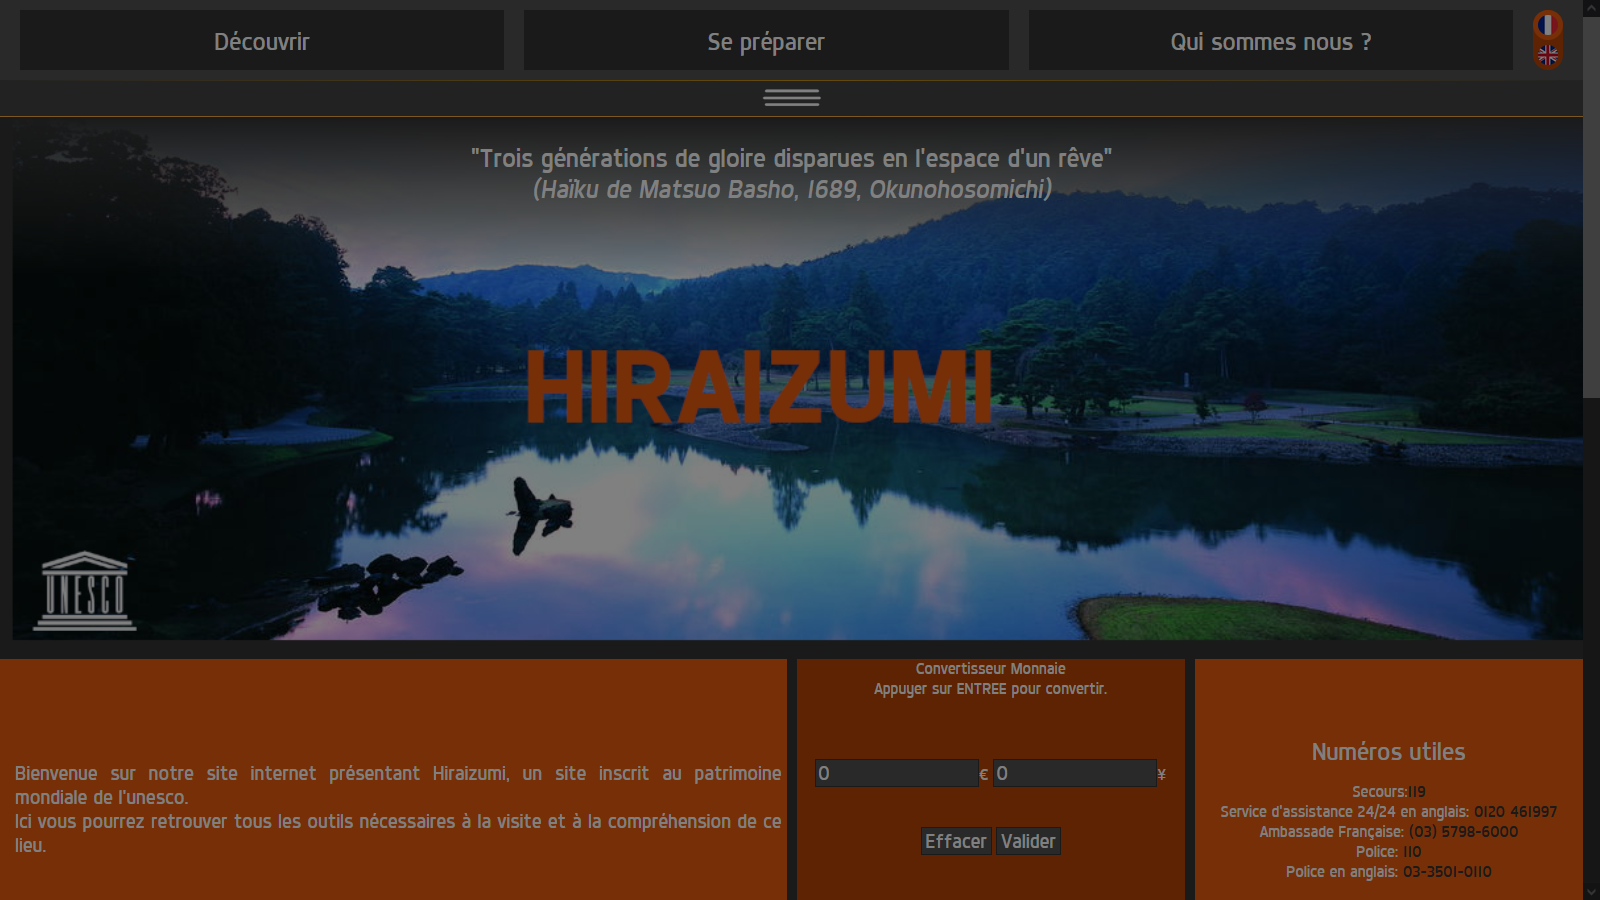 Découvrir
Se préparer
Qui sommes nous ?
"Trois générations de gloire disparues en l'espace d'un rêve"
(Haïku de Matsuo Basho, 1689, Okunohosomichi)
HIRAIZUMI
UNESCO
Bienvenue sur notre site internet présentant Hiraizumi, un site inscrit au patrimoine
mondiale de l'unesco.
Ici vous pourrez retrouver tous les outils nécessaires à la visite et à la compréhension de ce
lieu.
Convertisseur Monnaie
Appuyer sur ENTREE pour convertir.
0 € 0 ¥
Effacer Valider
Numéros utiles
Secours:119
Service d'assistance 24/24 en anglais: 0120 461997
Ambassade Française: (03) 5798-6000
Police: 110
Police en anglais: 03-3501-0110